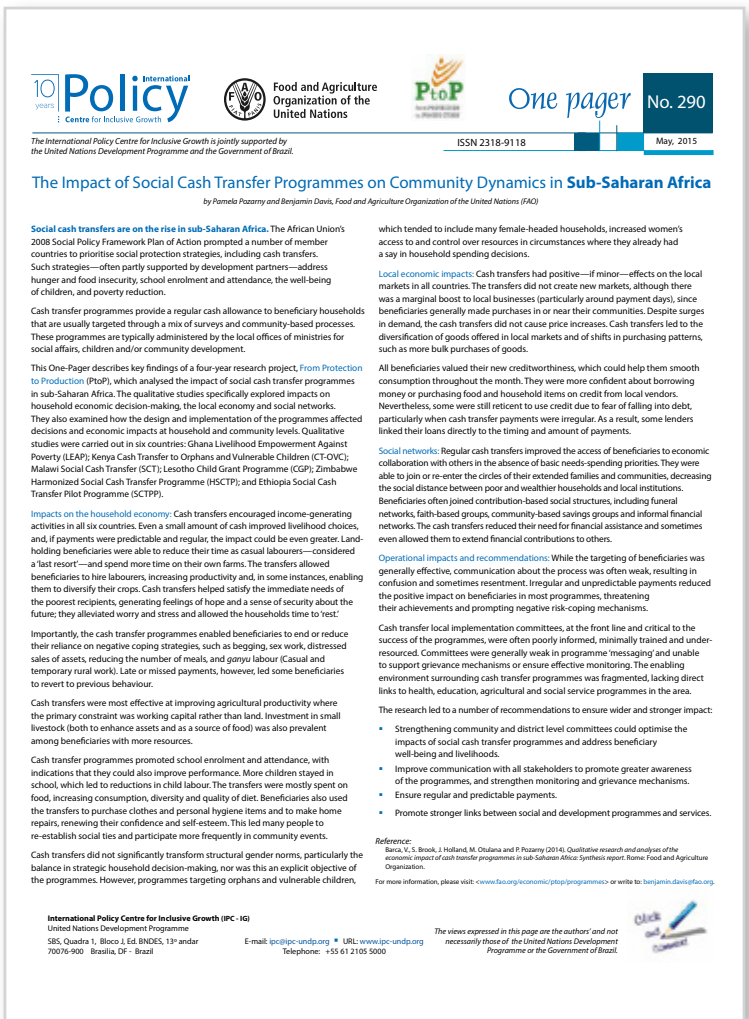 10
years
International
Policy
Centre for Inclusive Growth
FAO
FIAT PANIS
Food and Agriculture
Organization of the
United Nations
PtoP
One pager
No. 290
The International Policy Centre for Inclusive Growth is jointly supported by
the United Nations Development Programme and the Government of Brazil.
ISSN 2318-9118
May, 2015
The Impact of Social Cash Transfer Programmes on Community Dynamics in Sub-Saharan Africa
by Pamela Pozarny and Benjamin Davis, Food and Agriculture Organization of the United Nations (FAO)
Social cash transfers are on the rise in sub-Saharan Africa. The African Union's
2008 Social Policy Framework Plan of Action prompted a number of member
countries to prioritise social protection strategies, including cash transfers.
Such strategies—often partly supported by development partners—address
hunger and food insecurity, school enrolment and attendance, the well-being
of children, and poverty reduction.
Cash transfer programmes provide a regular cash allowance to beneficiary households
that are usually targeted through a mix of surveys and community-based processes.
These programmes are typically administered by the local offices of ministries for
social affairs, children and/or community development.
This One-Pager describes key findings of a four-year research project, From Protection
to Production (PtoP), which analysed the impact of social cash transfer programmes
in sub-Saharan Africa. The qualitative studies specifically explored impacts on
household economic decision-making, the local economy and social networks.
They also examined how the design and implementation of the programmes affected
decisions and economic impacts at household and community levels. Qualitative
studies were carried out in six countries: Ghana Livelihood Empowerment Against
Poverty (LEAP); Kenya Cash Transfer to Orphans and Vulnerable Children (CT-OVC);
Malawi Social Cash Transfer (SCT); Lesotho Child Grant Programme (CGP); Zimbabwe
Harmonized Social Cash Transfer Programme (HSCTP); and Ethiopia Social Cash
Transfer Pilot Programme (SCTPP).
Impacts on the household economy: Cash transfers encouraged income-generating
activities in all six countries. Even a small amount of cash improved livelihood choices,
and, if payments were predictable and regular, the impact could be even greater. Land-
holding beneficiaries were able to reduce their time as casual labourers—considered
a 'last resort'—and spend more time on their own farms. The transfers allowed
beneficiaries to hire labourers, increasing productivity and, in some instances, enabling
them to diversify their crops. Cash transfers helped satisfy the immediate needs of
the poorest recipients, generating feelings of hope and a sense of security about the
future; they alleviated worry and stress and allowed the households time to 'rest.'
Importantly, the cash transfer programmes enabled beneficiaries to end or reduce
their reliance on negative coping strategies, such as begging, sex work, distressed
sales of assets, reducing the number of meals, and ganyu labour (Casual and
temporary rural work). Late or missed payments, however, led some beneficiaries
to revert to previous behaviour.
Cash transfers were most effective at improving agricultural productivity where
the primary constraint was working capital rather than land. Investment in small
livestock (both to enhance assets and as a source of food) was also prevalent
among beneficiaries with more resources.
Cash transfer programmes promoted school enrolment and attendance, with
indications that they could also improve performance. More children stayed in
school, which led to reductions in child labour. The transfers were mostly spent on
food, increasing consumption, diversity and quality of diet. Beneficiaries also used
the transfers to purchase clothes and personal hygiene items and to make home
repairs, renewing their confidence and self-esteem. This led many people to
re-establish social ties and participate more frequently in community events.
Cash transfers did not significantly transform structural gender norms, particularly the
balance in strategic household decision-making, nor was this an explicit objective of
the programmes. However, programmes targeting orphans and vulnerable children,
which tended to include many female-headed households, increased women's
access to and control over resources in circumstances where they already had
a say in household spending decisions.
Local economic impacts: Cash transfers had positive—if minor—effects on the local
markets in all countries. The transfers did not create new markets, although there
was a marginal boost to local businesses (particularly around payment days), since
beneficiaries generally made purchases in or near their communities. Despite surges
in demand, the cash transfers did not cause price increases. Cash transfers led to the
diversification of goods offered in local markets and of shifts in purchasing patterns,
such as more bulk purchases of goods.
All beneficiaries valued their new creditworthiness, which could help them smooth
consumption throughout the month. They were more confident about borrowing
money or purchasing food and household items on credit from local vendors.
Nevertheless, some were still reticent to use credit due to fear of falling into debt,
particularly when cash transfer payments were irregular. As a result, some lenders
linked their loans directly to the timing and amount of payments.
Social networks: Regular cash transfers improved the access of beneficiaries to economic
collaboration with others in the absence of basic needs-spending priorities. They were
able to join or re-enter the circles of their extended families and communities, decreasing
the social distance between poor and wealthier households and local institutions.
Beneficiaries often joined contribution-based social structures, including funeral
networks, faith-based groups, community-based savings groups and informal financial
networks. The cash transfers reduced their need for financial assistance and sometimes
even allowed them to extend financial contributions to others.
Operational impacts and recommendations: While the targeting of beneficiaries was
generally effective, communication about the process was often weak, resulting in
confusion and sometimes resentment. Irregular and unpredictable payments reduced
the positive impact on beneficiaries in most programmes, threatening
their achievements and prompting negative risk-coping mechanisms.
Cash transfer local implementation committees, at the front line and critical to the
success of the programmes, were often poorly informed, minimally trained and under-
resourced. Committees were generally weak in programme 'messaging' and unable
to support grievance mechanisms or ensure effective monitoring. The enabling
environment surrounding cash transfer programmes was fragmented, lacking direct
links to health, education, agricultural and social service programmes in the area.
The research led to a number of recommendations to ensure wider and stronger impact:
▪ Strengthening community and district level committees could optimise the
impacts of social cash transfer programmes and address beneficiary
well-being and livelihoods.
▪ Improve communication with all stakeholders to promote greater awareness
of the programmes, and strengthen monitoring and grievance mechanisms.
▪ Ensure regular and predictable payments.
▪ Promote stronger links between social and development programmes and services.
Reference:
Barca, V., S. Brook, J. Holland, M. Otulana and P. Pozarny (2014). Qualitative research and analyses of the
economic impact of cash transfer programmes in sub-Saharan Africa: Synthesis report. Rome: Food and Agriculture
Organization.
For more information, please visit: <www.fao.org/economic/ptop/programmes> or write to: benjamin.davis@fao.org.
International Policy Centre for Inclusive Growth (IPC - IG)
United Nations Development Programme
SBS, Quadra 1, Bloco J, Ed. BNDES, 13º andar
70076-900 Brasilia, DF - Brazil
E-mail: ipc@ipc-undp.org ▪ URL: www.ipc-undp.org
Telephone: +55 61 2105 5000
The views expressed in this page are the authors' and not
necessarily those of the United Nations Development
Programme or the Government of Brazil.
Click
and
Comment